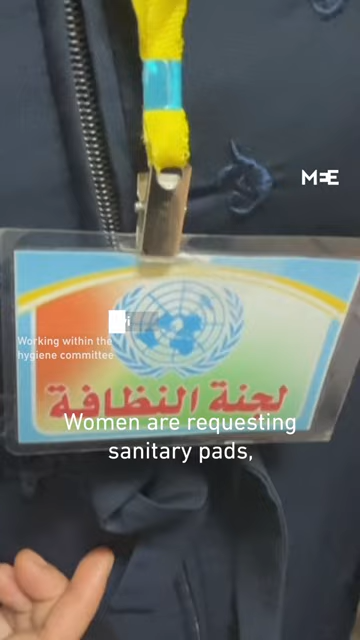 MEE
Working within the
hygiene committee
لجنة النظافة
Women are requesting
sanitary pads,